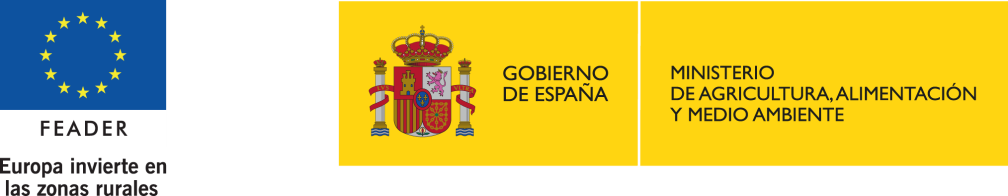 FEADER
Europa invierte en
las zonas rurales
GOBIERNO
DE ESPAÑA
MINISTERIO
DE AGRICULTURA, ALIMENTACIÓN
Y MEDIO AMBIENTE